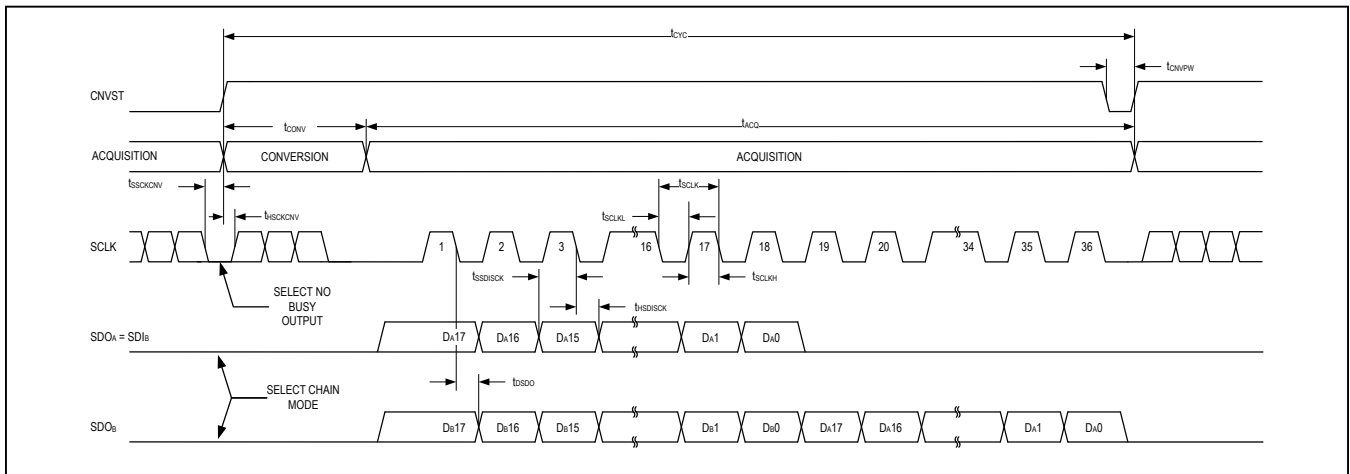 tCYC
tCNVPW
CNVST
tCONV
tACQ
ACQUISITION
CONVERSION
ACQUISITION
tSSCKCNV
tHSCKCNV
tSCLK
tSCLKL
SCLK
1
2
3
16
17
18
19
20
34
35
36
tSSDISCK
tSCLKH
SELECT NO
BUSY
OUTPUT
tHSDISCK
SDOA = SDIB
DA17
DA16
DA15
DA1
DA0
SELECT CHAIN
MODE
tDSDO
SDOB
DB17
DB16
DB15
DB1
DB0
DA17
DA16
DA1
DA0